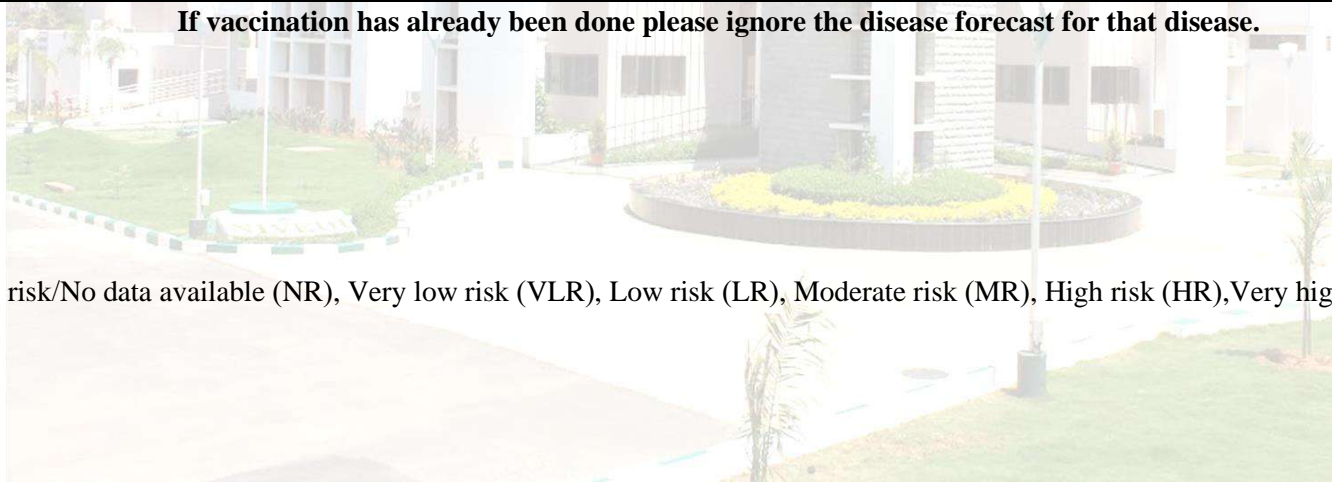 If vaccination has already been done please ignore the disease forecast for that disease.
risk/No data available (NR), Very low risk (VLR), Low risk (LR), Moderate risk (MR), High risk (HR),Very hig